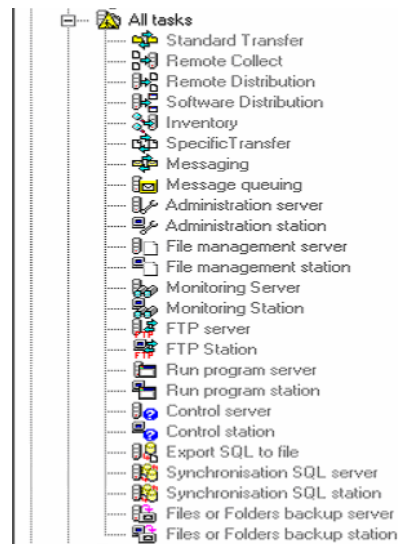 All tasks
Standard Transfer
Remote Collect
Remote Distribution
Software Distribution
Inventory
SpecificTransfer
Messaging
Message queuing
Administration server
Administration station
File management server
File management station
Monitoring Server
Monitoring Station
FTP server
FTP Station
Run program server
Run program station
Control server
Control station
Export SQL to file
Synchronisation SQL server
Synchronisation SQL station
Files or Folders backup server
Files or Folders backup station